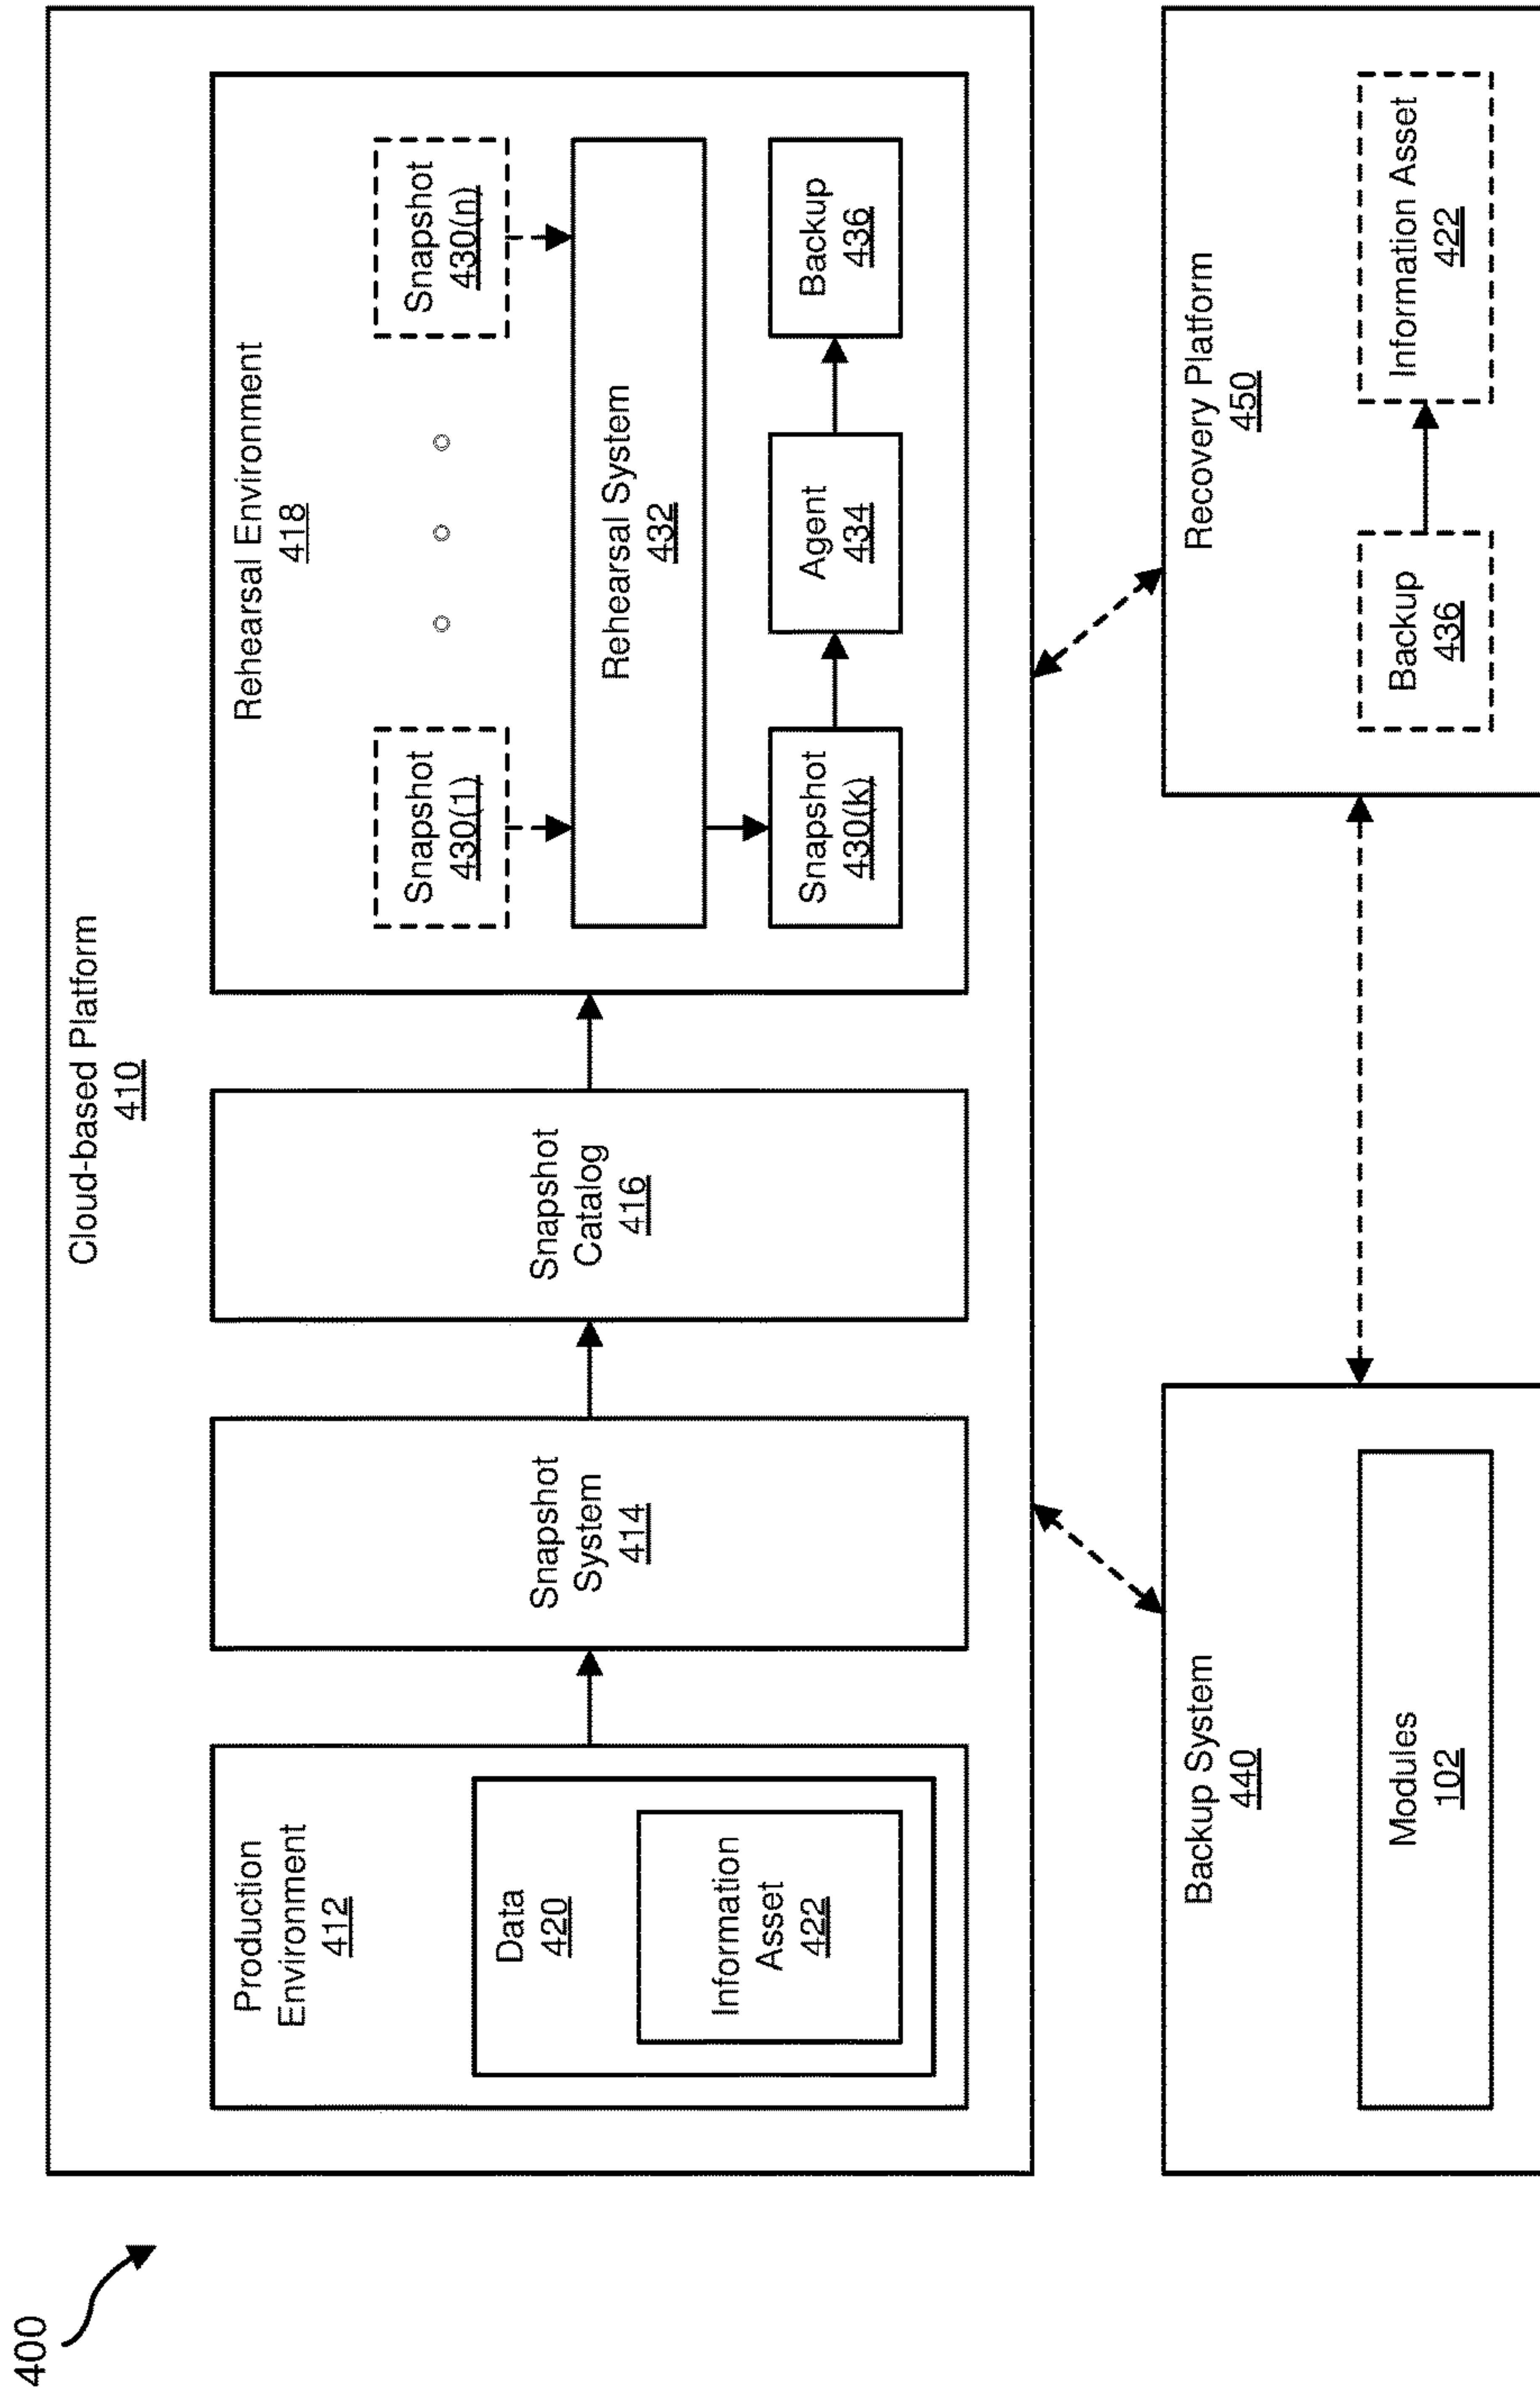 400
Cloud-based Platform
410
Production
Environment
412
Data
420
Information
Asset
422
Snapshot
System
414
Snapshot
Catalog
416
Rehearsal Environment
418
Snapshot
430(1)
Snapshot
430(n)
Rehearsal System
432
Snapshot
430(k)
Agent
434
Backup
436
Backup System
440
Modules
102
Recovery Platform
450
Backup
436
Information Asset
422